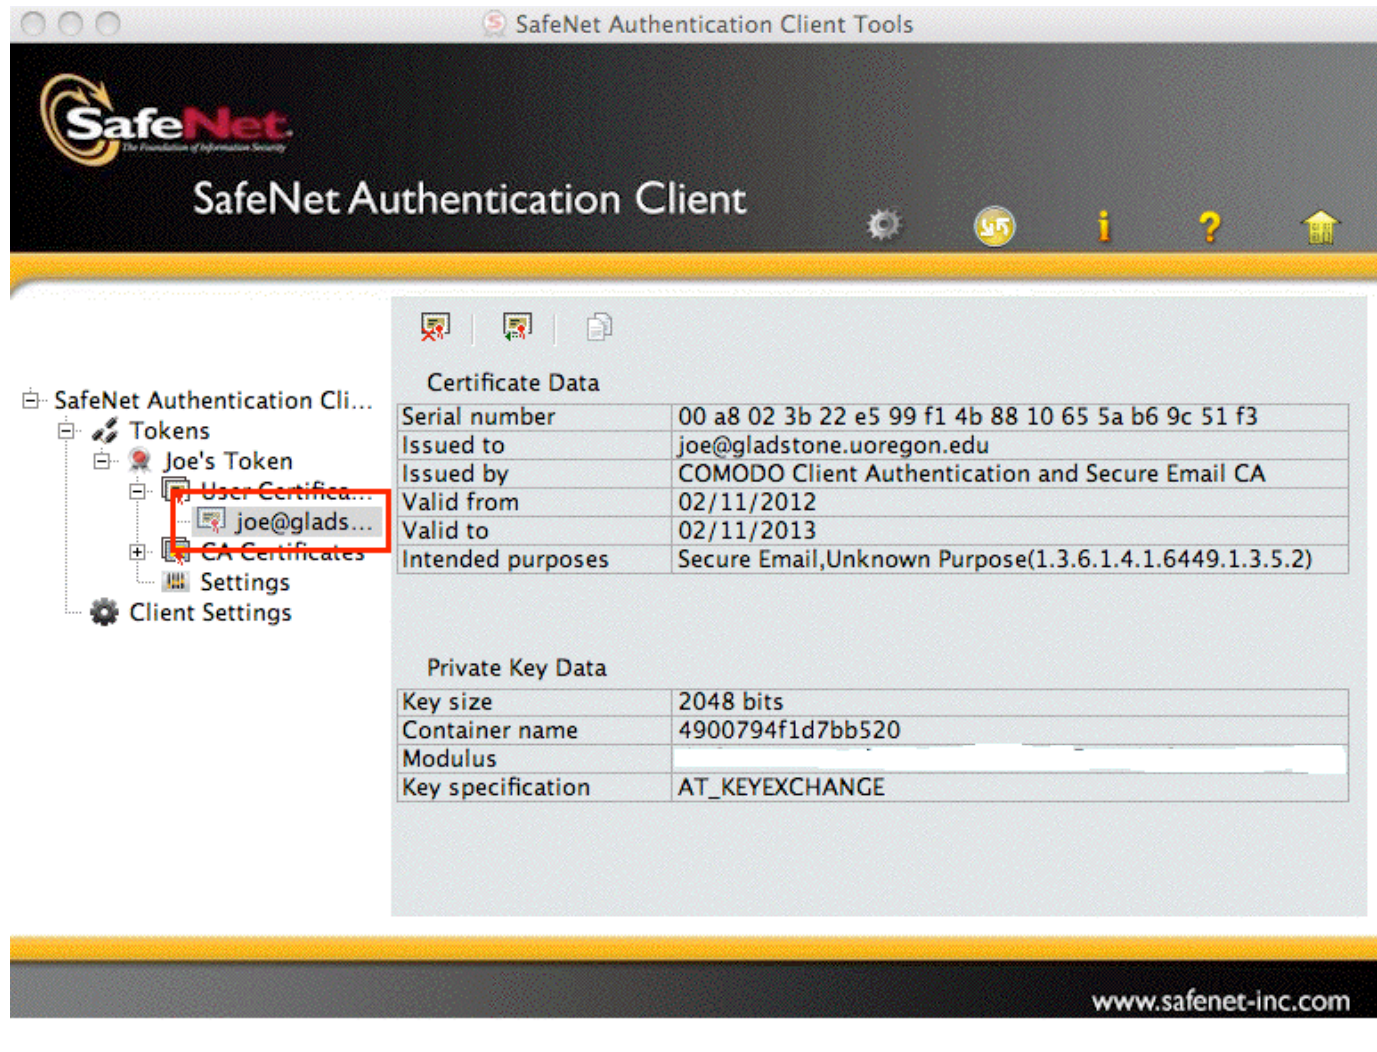 SafeNet Authentication Client Tools
SafeNet.
The Foundation of Information Security
SafeNet Authentication Client
SafeNet Authentication Cli...
Tokens
Joe's Token
User Certifica...
joe@glads...
CA Certificates
Settings
Client Settings
Certificate Data
Serial number 00 a8 02 3b 22 e5 99 f1 4b 88 10 65 5a b6 9c 51 f3
Issued to joe@gladstone.uoregon.edu
Issued by COMODO Client Authentication and Secure Email CA
Valid from 02/11/2012
Valid to 02/11/2013
Intended purposes Secure Email,Unknown Purpose(1.3.6.1.4.1.6449.1.3.5.2)
Private Key Data
Key size 2048 bits
Container name 4900794f1d7bb520
Modulus
Key specification AT_KEYEXCHANGE
www.safenet-inc.com